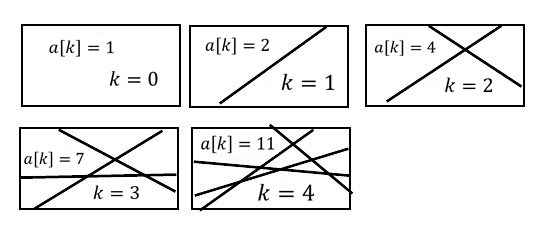 a[k] = 1
k = 0
a[k] = 2
k = 1
a[k] = 4
k = 2
a[k] = 7
k = 3
a[k] = 11
k = 4